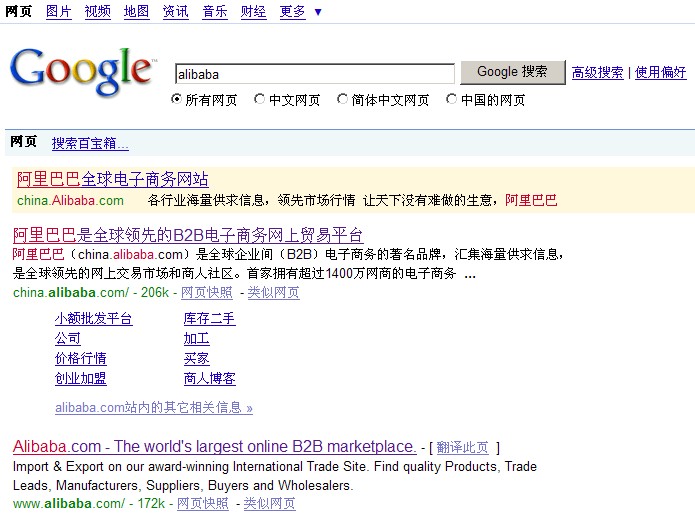 网页 图片 视频 地图 资讯 音乐 财经 更多 ▼
Google™ alibaba Google 搜索 高级搜索 | 使用偏好
所有网页 中文网页 简体中文网页 中国的网页
网页 搜索百宝箱...
阿里巴巴全球电子商务网站
china.Alibaba.com 各行业海量供求信息，领先市场行情 让天下没有难做的生意，阿里巴巴
阿里巴巴是全球领先的B2B电子商务网上贸易平台
阿里巴巴（china.alibaba.com）是全球企业间（B2B）电子商务的著名品牌，汇集海量供求信息，
是全球领先的网上交易市场和商人社区。首家拥有超过1400万网商的电子商务 ...
china.alibaba.com/ - 206k - 网页快照 - 类似网页
小额批发平台 库存二手
公司 加工
价格行情 买家
创业加盟 商人博客
alibaba.com站内的其它相关信息 »
Alibaba.com - The world's largest online B2B marketplace. - [ 翻译此页 ]
Import & Export on our award-winning International Trade Site. Find quality Products, Trade
Leads, Manufacturers, Suppliers, Buyers and Wholesalers.
www.alibaba.com/ - 172k - 网页快照 - 类似网页